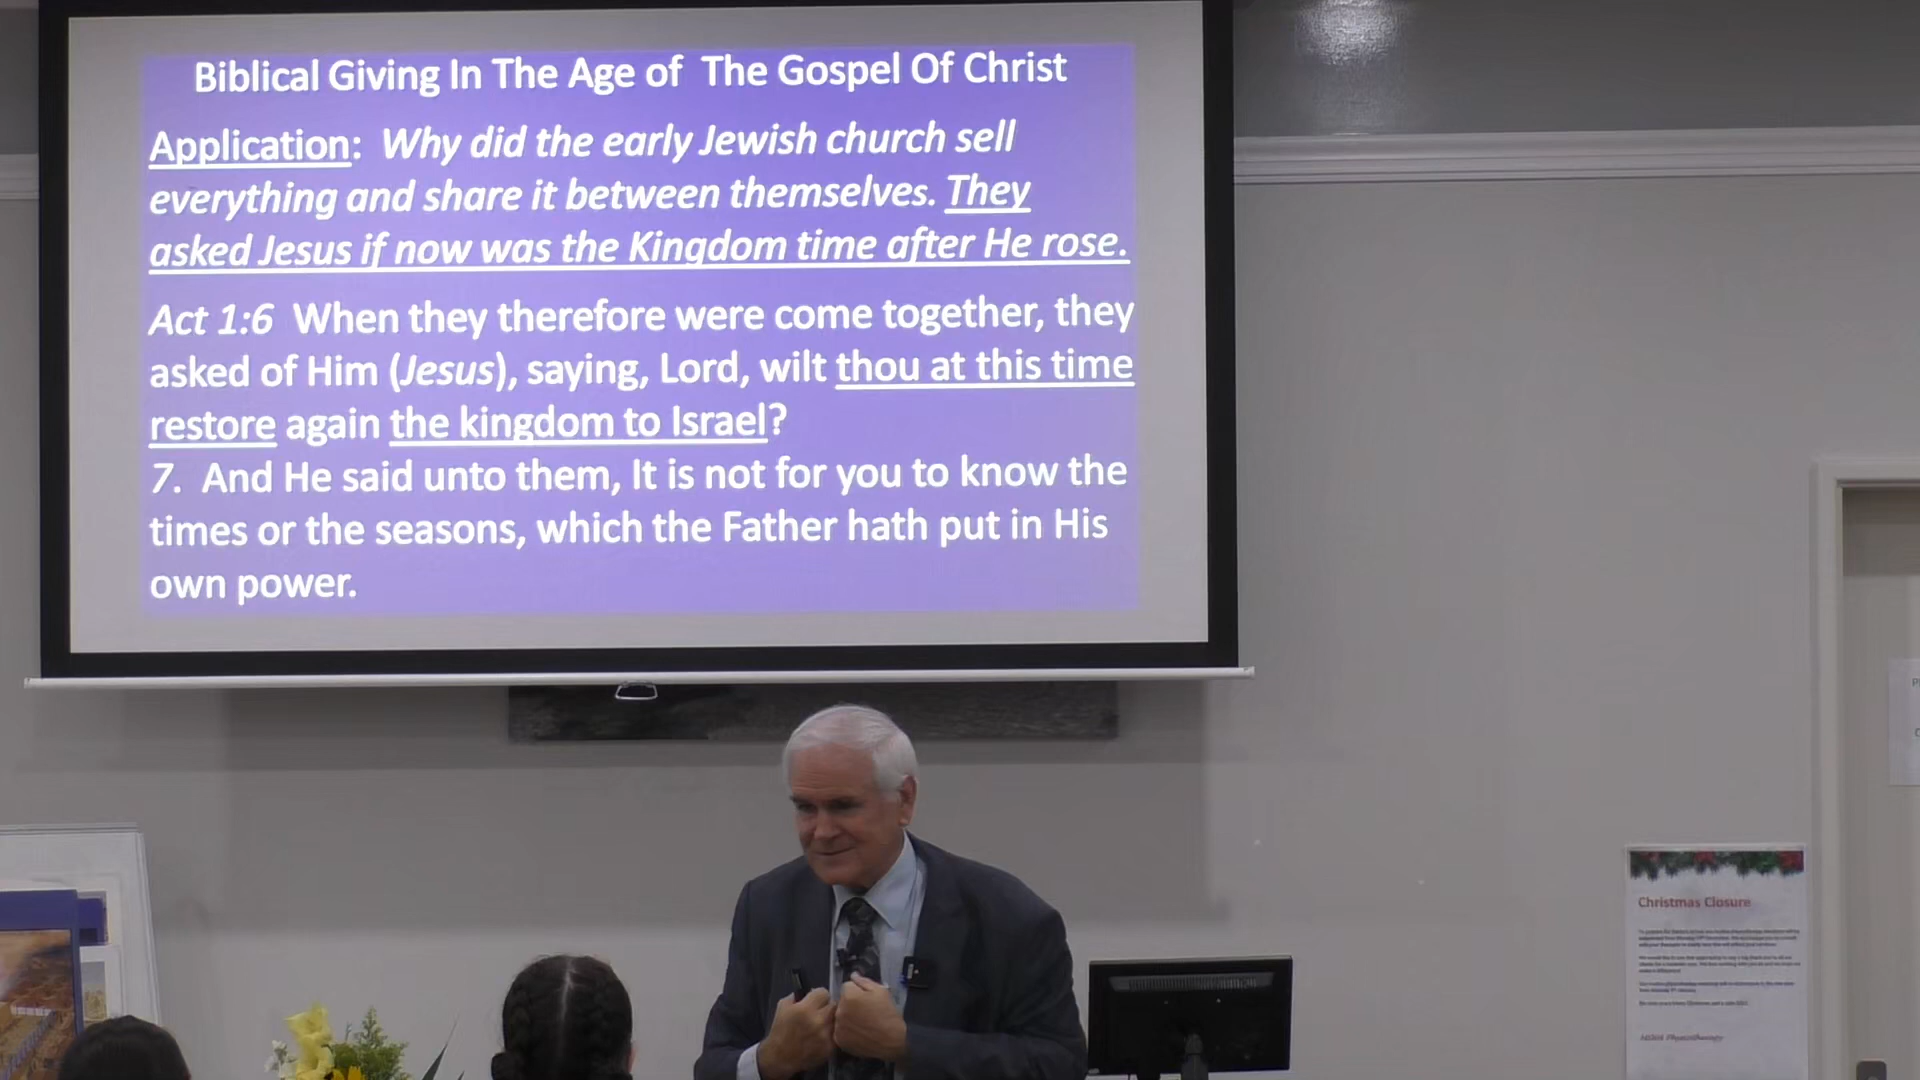 Biblical Giving In The Age of The Gospel Of Christ
Application: Why did the early Jewish church sell
everything and share it between themselves. They
asked Jesus if now was the Kingdom time after He rose.
Act 1:6 When they therefore were come together, they
asked of Him (Jesus), saying, Lord, wilt thou at this time
restore again the kingdom to Israel?
7. And He said unto them, It is not for you to know the
times or the seasons, which the Father hath put in His
own power.
Christmas Closure